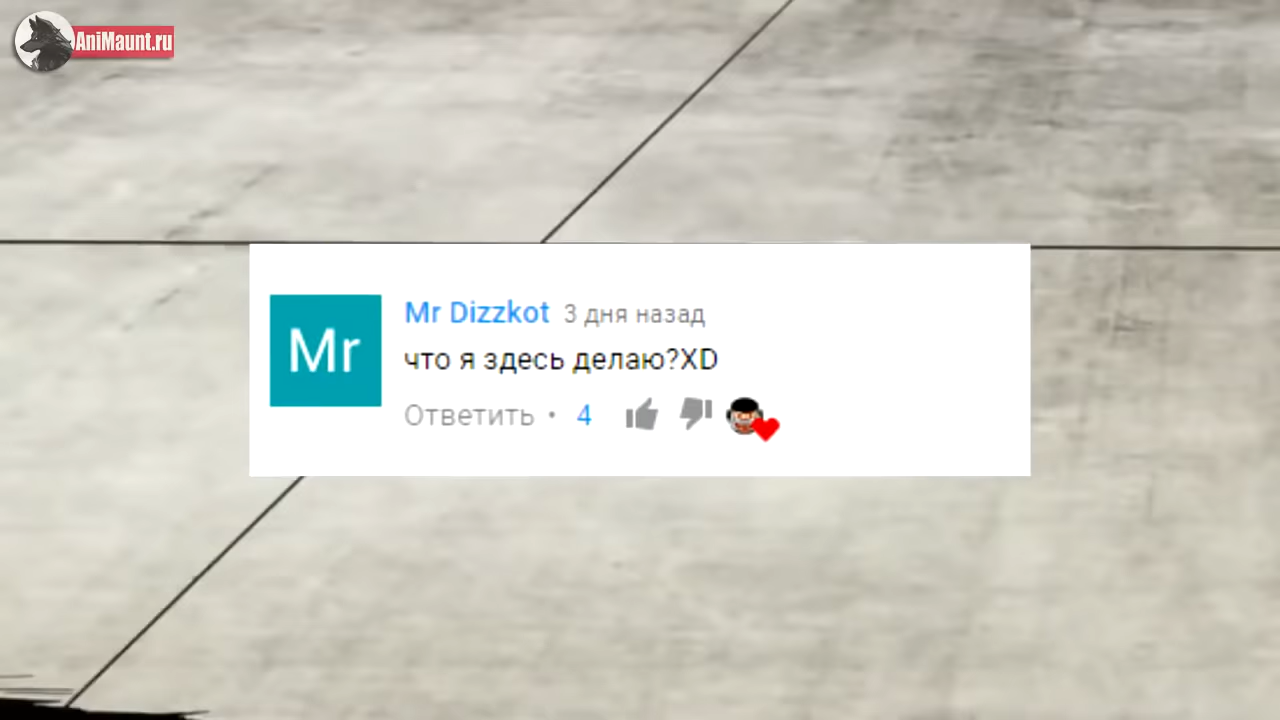 AniMaunt.ru
Mr
Mr Dizzkot 3 дня назад
что я здесь делаю?XD
Ответить • 4